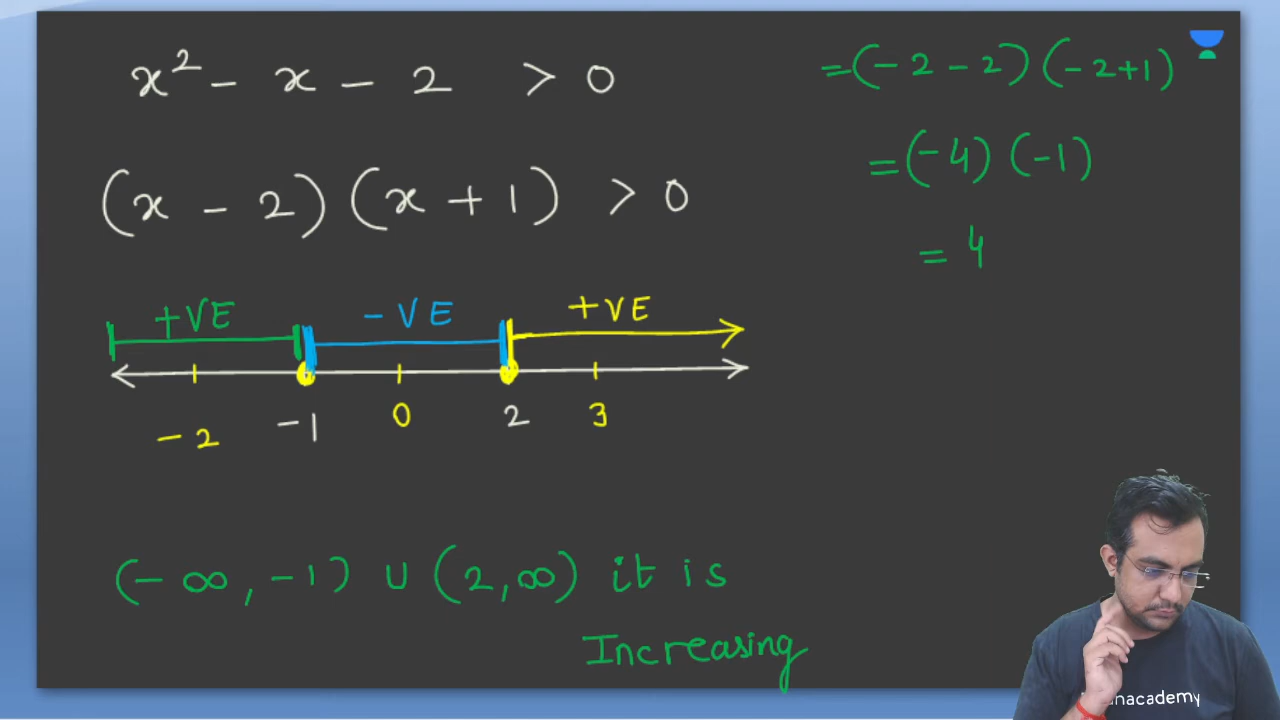 x² - x - 2 > 0
(x - 2) (x + 1) > 0
+VE - VE +VE
-2 -1 0 2 3
(-∞, -1) ∪ (2, ∞) it is
Increasing
= (-2 - 2) (-2+1)
= (-4) (-1)
= 4